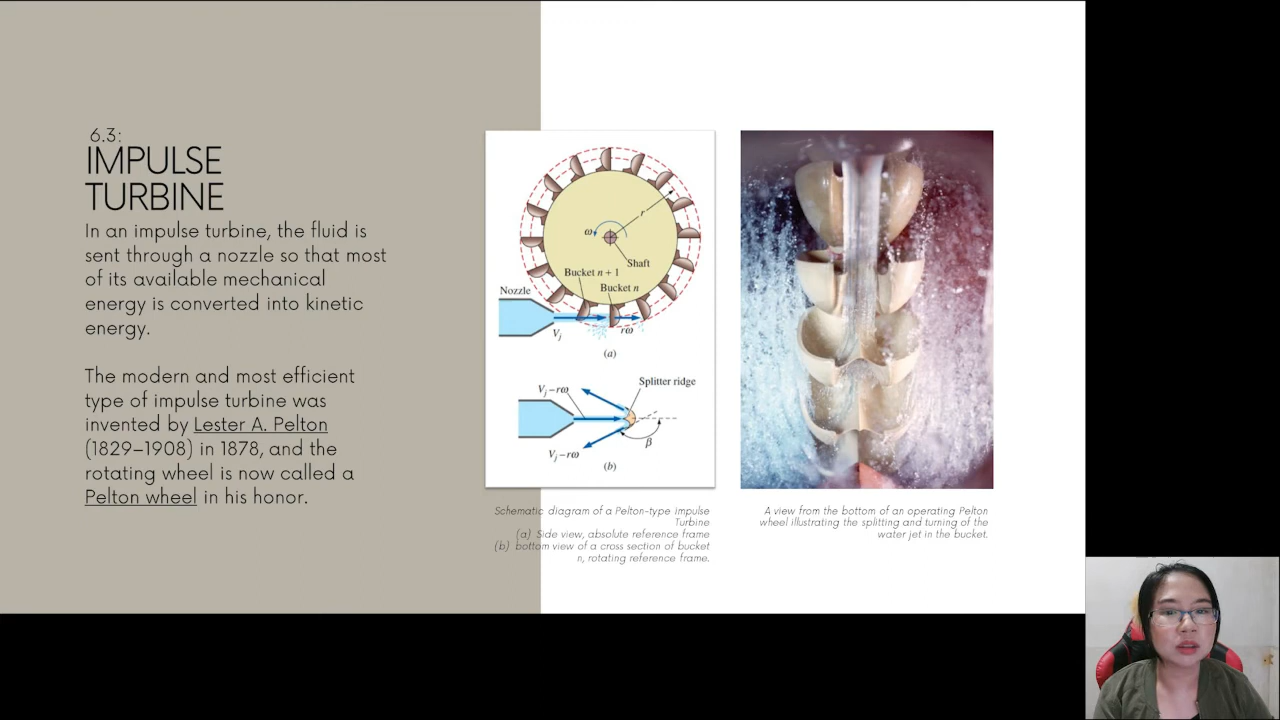 6.3:
IMPULSE
TURBINE
In an impulse turbine, the fluid is
sent through a nozzle so that most
of its available mechanical
energy is converted into kinetic
energy.
The modern and most efficient
type of impulse turbine was
invented by Lester A. Pelton
(1829–1908) in 1878, and the
rotating wheel is now called a
Pelton wheel in his honor.
r
ω
Shaft
Bucket n + 1
Bucket n
Nozzle
Vj
rω
(a)
Splitter ridge
Vj–rω
β
Vj–rω
(b)
Schematic diagram of a Pelton-type impulse
Turbine
(a) Side view, absolute reference frame
(b) bottom view of a cross section of bucket
n, rotating reference frame.
A view from the bottom of an operating Pelton
wheel illustrating the splitting and turning of the
water jet in the bucket.